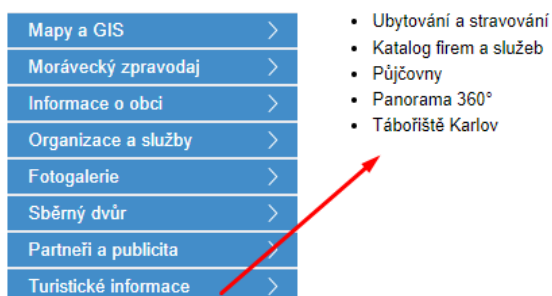 Mapy a GIS
Morávecký zpravodaj
Informace o obci
Organizace a služby
Fotogalerie
Sběrný dvůr
Partneři a publicita
Turistické informace
Ubytování a stravování
Katalog firem a služeb
Půjčovny
Panorama 360°
Tábořiště Karlov